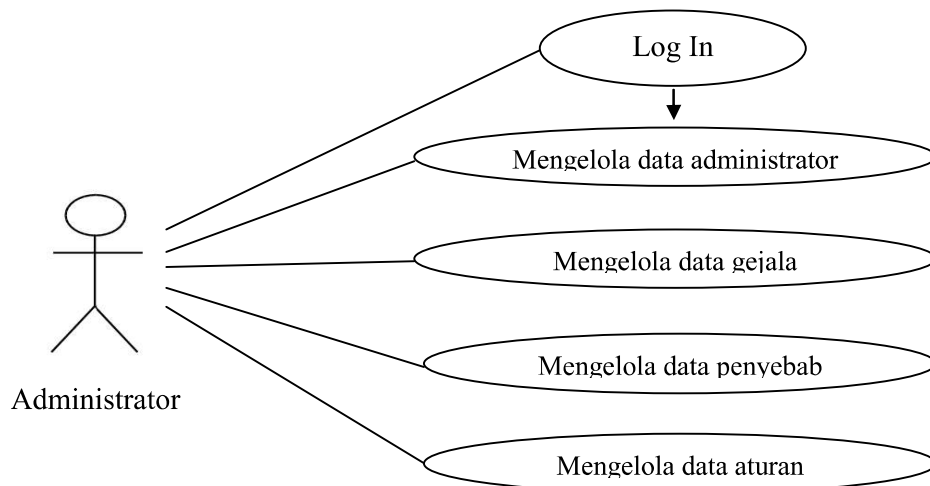 Log In
Mengelola data administrator
Mengelola data gejala
Mengelola data penyebab
Administrator
Mengelola data aturan